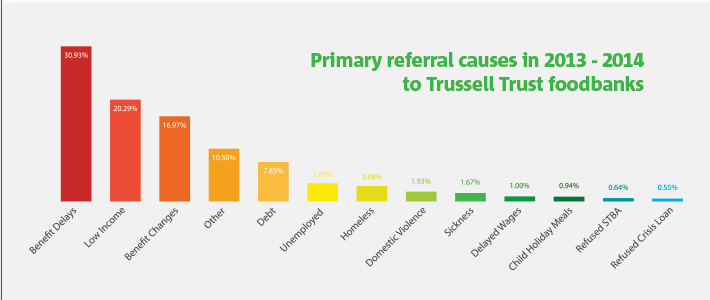 Primary referral causes in 2013 - 2014
to Trussell Trust foodbanks
30.93%
20.29%
16.97%
10.50%
7.85%
3.65%
3.08%
1.93%
1.67%
1.00%
0.94%
0.64%
0.55%
Benefit Delays
Low Income
Benefit Changes
Other
Debt
Unemployed
Homeless
Domestic Violence
Sickness
Delayed Wages
Child Holiday Meals
Refused STBA
Refused Crisis Loan